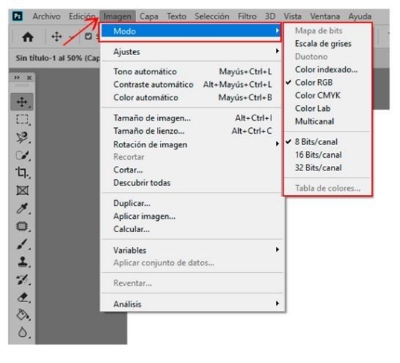 Ps Archivo Edición Imagen Capa Texto Selección Filtro 3D Vista Ventana Ayuda
Sin título-1 al 50% (Cap
Modo
Ajustes
Tono automático Mayús+Ctrl+L
Contraste automático Alt+Mayús+Ctrl+L
Color automático Mayús+Ctrl+B
Tamaño de imagen... Alt+Ctrl+I
Tamaño de lienzo... Alt+Ctrl+C
Rotación de imagen
Recortar
Cortar...
Descubrir todas
Duplicar...
Aplicar imagen...
Calcular...
Variables
Aplicar conjunto de datos...
Reventar...
Análisis
Mapa de bits
Escala de grises
Duotono
Color indexado...
Color RGB
Color CMYK
Color Lab
Multicanal
8 Bits/canal
16 Bits/canal
32 Bits/canal
Tabla de colores...